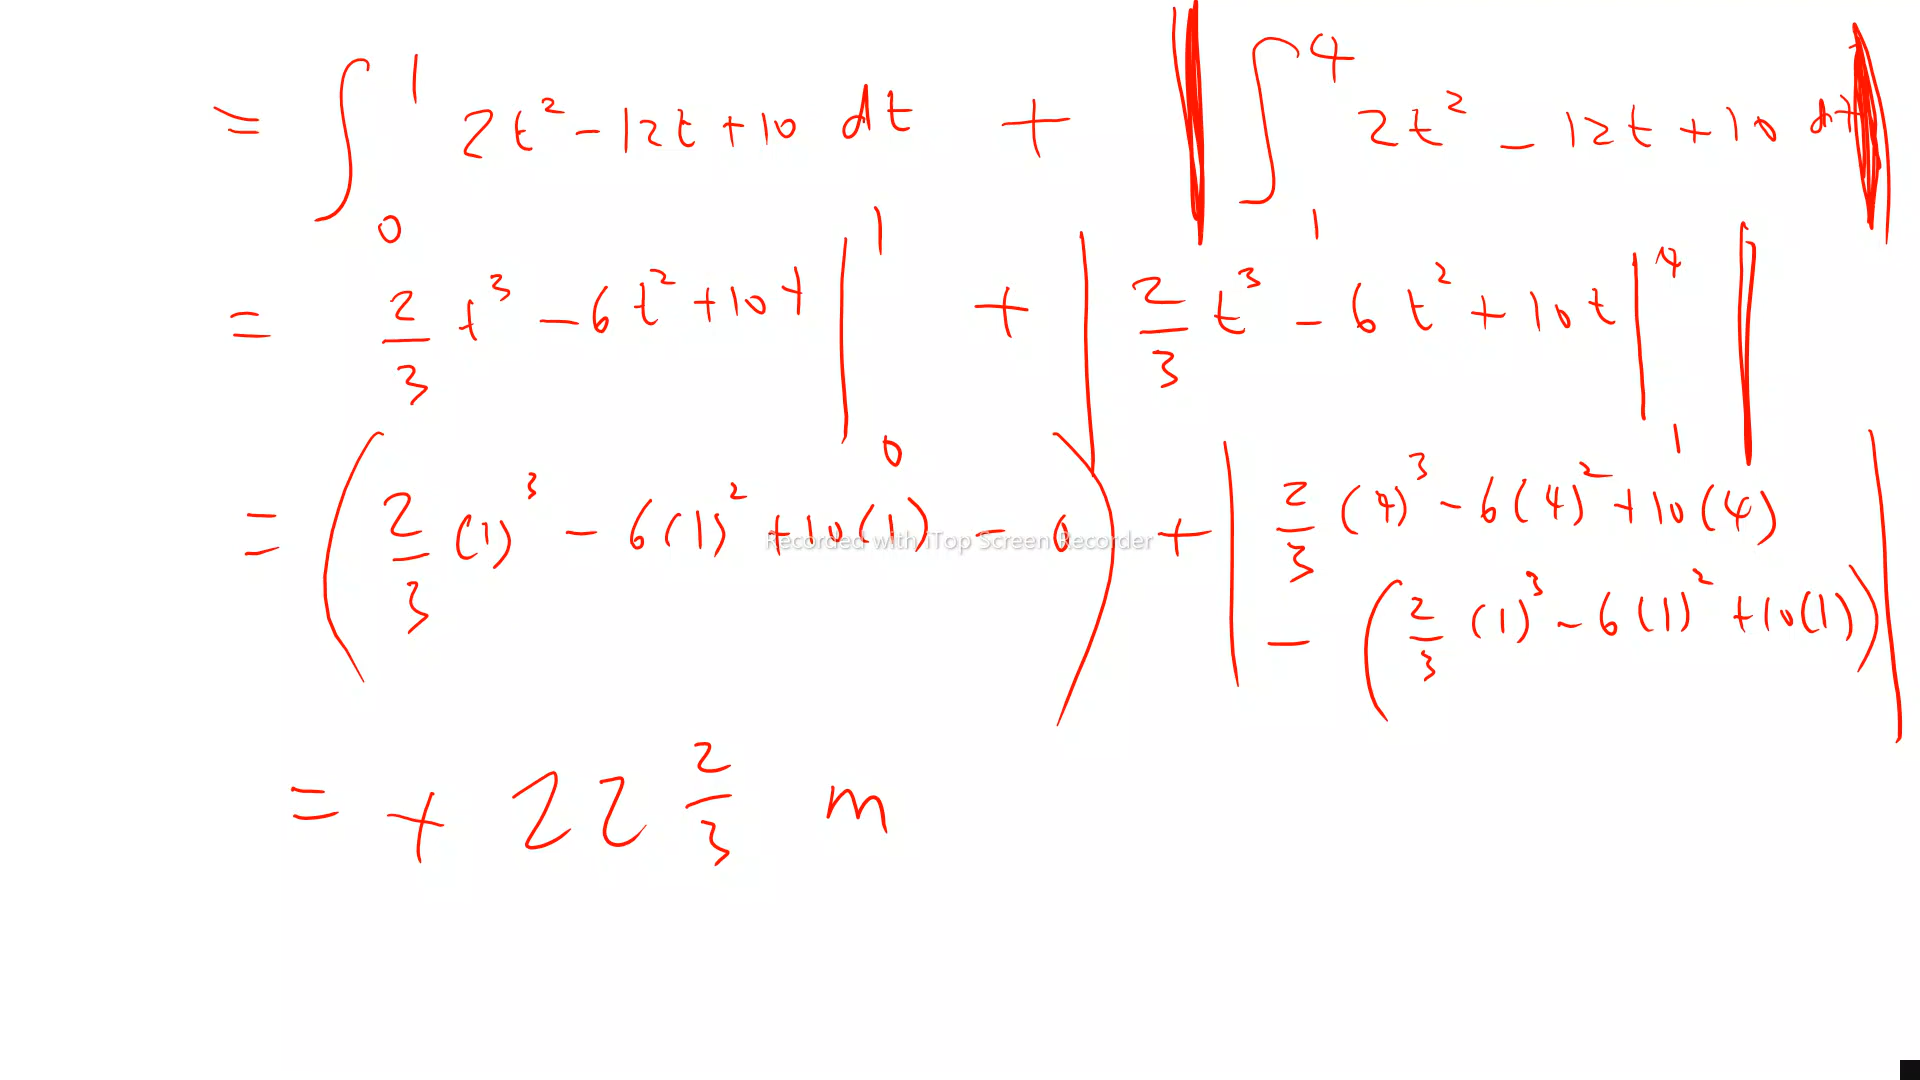 = ∫₀¹ 2t² − 12t + 10 dt + | ∫₁⁴ 2t² − 12t + 10 dt |
= 2/3 t³ − 6t² + 10t |₀¹ + | 2/3 t³ − 6t² + 10t |₁⁴ |
= ( 2/3 (1)³ − 6(1)² + 10(1) − 0 ) + | 2/3 (4)³ − 6(4)² + 10(4)
− ( 2/3 (1)³ − 6(1)² + 10(1) ) |
Recorded with iTop Screen Recorder
= + 22 2/3 m